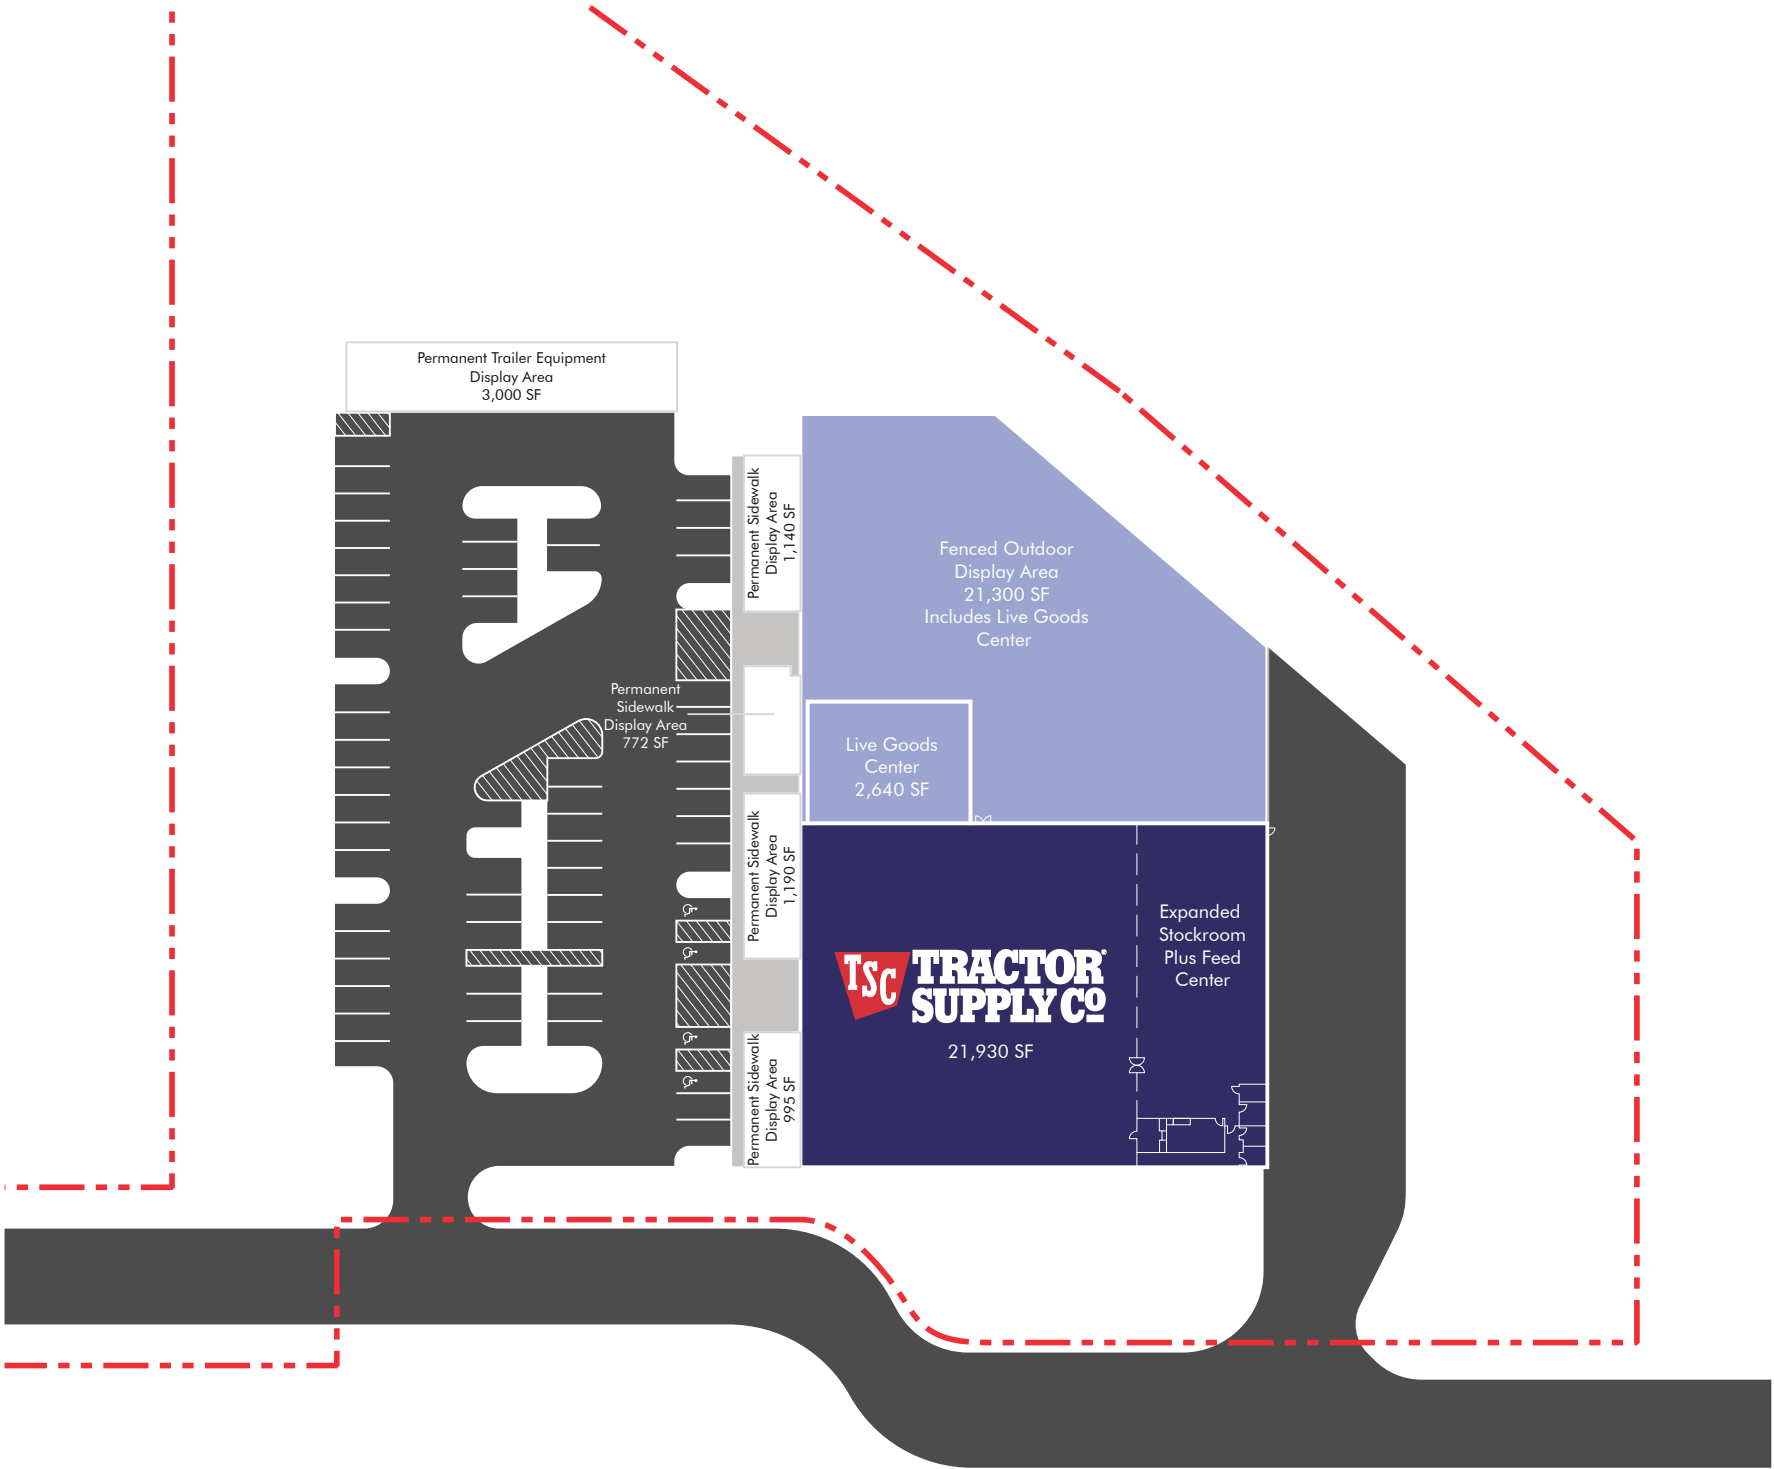 Permanent Trailer Equipment
Display Area
3,000 SF
Permanent Sidewalk
Display Area
1,140 SF
Fenced Outdoor
Display Area
21,300 SF
Includes Live Goods
Center
Permanent
Sidewalk
Display Area
772 SF
Live Goods
Center
2,640 SF
Permanent Sidewalk
Display Area
1,190 SF
Expanded
Stockroom
Plus Feed
Center
TSC
TRACTOR®
SUPPLY CO
21,930 SF
Permanent Sidewalk
Display Area
995 SF